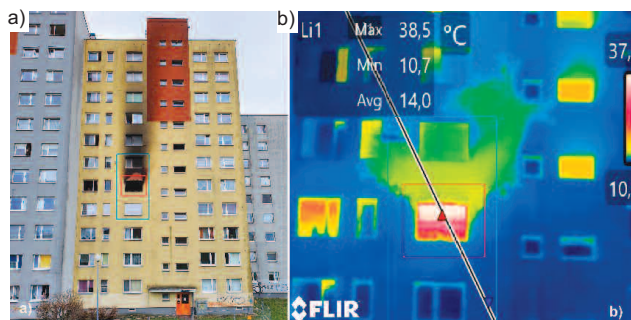 a)
b)
Li1 Max 38,5 °C
Min 10,7
Avg 14,0
37,
10,
FLIR
a)
b)